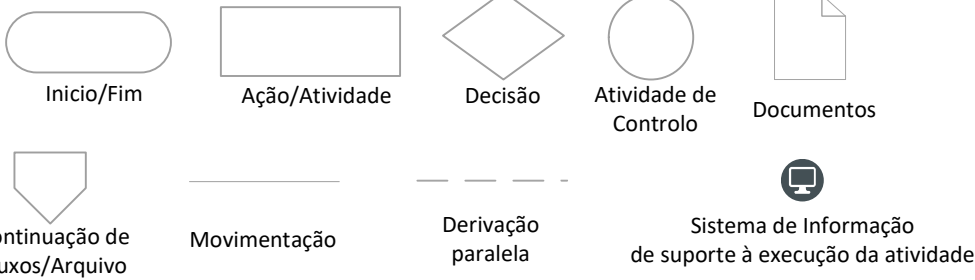 Inicio/Fim
Ação/Atividade
Decisão
Atividade de
Controlo
Documentos
ontinuação de
uxos/Arquivo
Movimentação
Derivação
paralela
Sistema de Informação
de suporte à execução da atividade